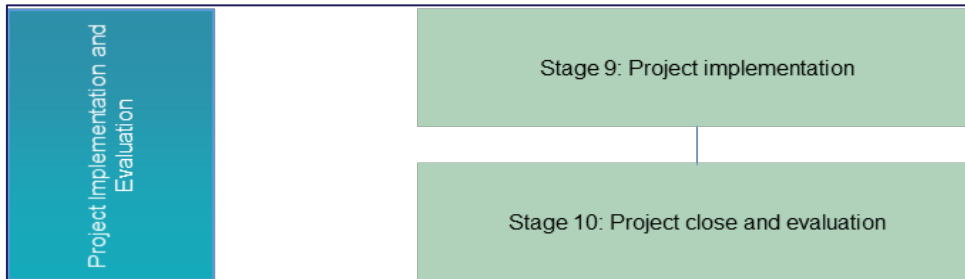 Project Implementation and
Evaluation
Stage 9: Project implementation
Stage 10: Project close and evaluation